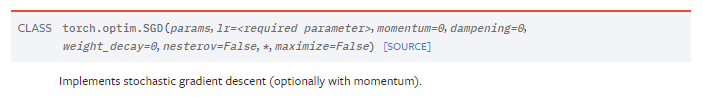 CLASS torch.optim.SGD(params, lr=<required parameter>, momentum=0, dampening=0,
weight_decay=0, nesterov=False, *, maximize=False) [SOURCE]
Implements stochastic gradient descent (optionally with momentum).